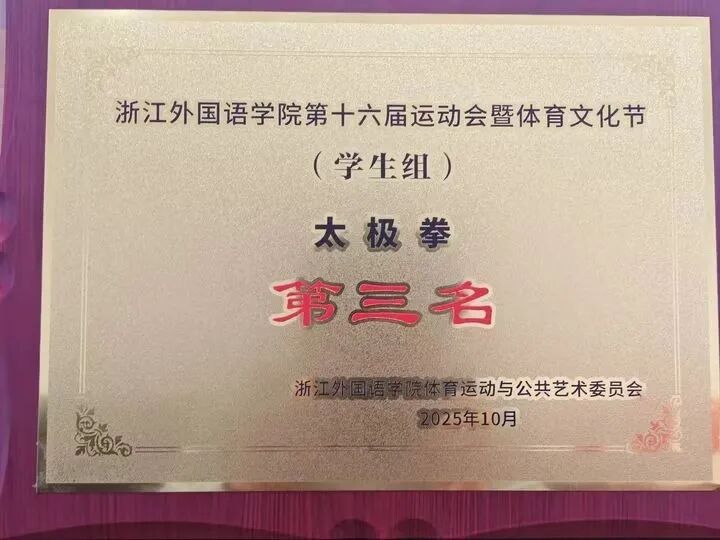 浙江外国语学院第十六届运动会暨体育文化节
（学生组）
太极拳
第三名
浙江外国语学院体育运动与公共艺术委员会
2025年10月